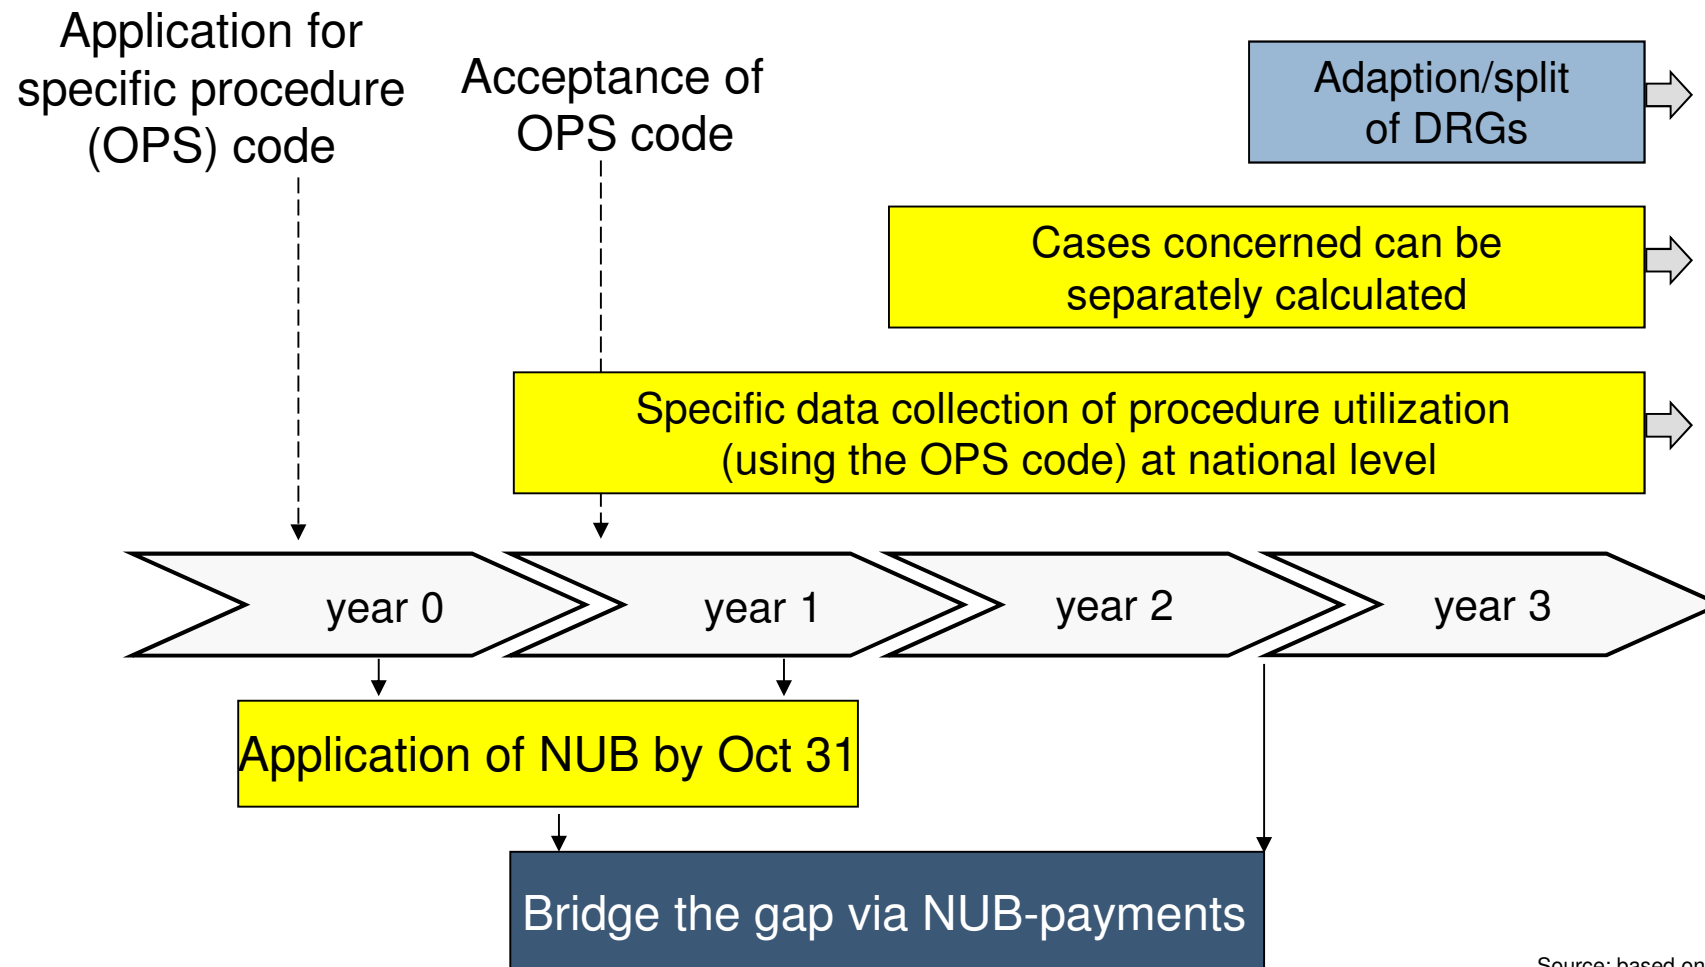 Application for
specific procedure
(OPS) code
Acceptance of
OPS code
Adaption/split
of DRGs
Cases concerned can be
separately calculated
Specific data collection of procedure utilization
(using the OPS code) at national level
year 0
year 1
year 2
year 3
Application of NUB by Oct 31
Bridge the gap via NUB-payments
Source: based on